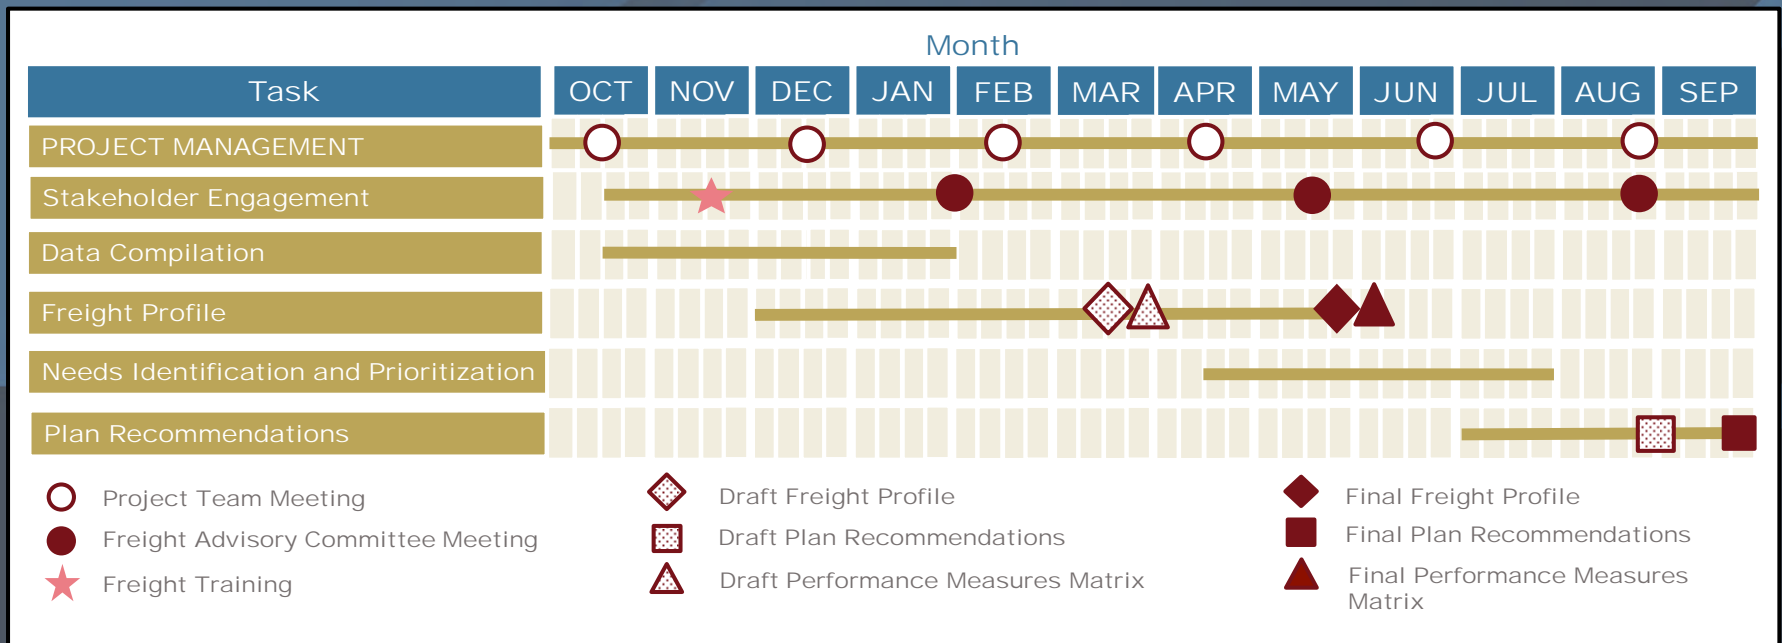 Month
Task OCT NOV DEC JAN FEB MAR APR MAY JUN JUL AUG SEP
PROJECT MANAGEMENT
Stakeholder Engagement
Data Compilation
Freight Profile
Needs Identification and Prioritization
Plan Recommendations
Project Team Meeting
Freight Advisory Committee Meeting
Freight Training
Draft Freight Profile
Draft Plan Recommendations
Draft Performance Measures Matrix
Final Freight Profile
Final Plan Recommendations
Final Performance Measures
Matrix